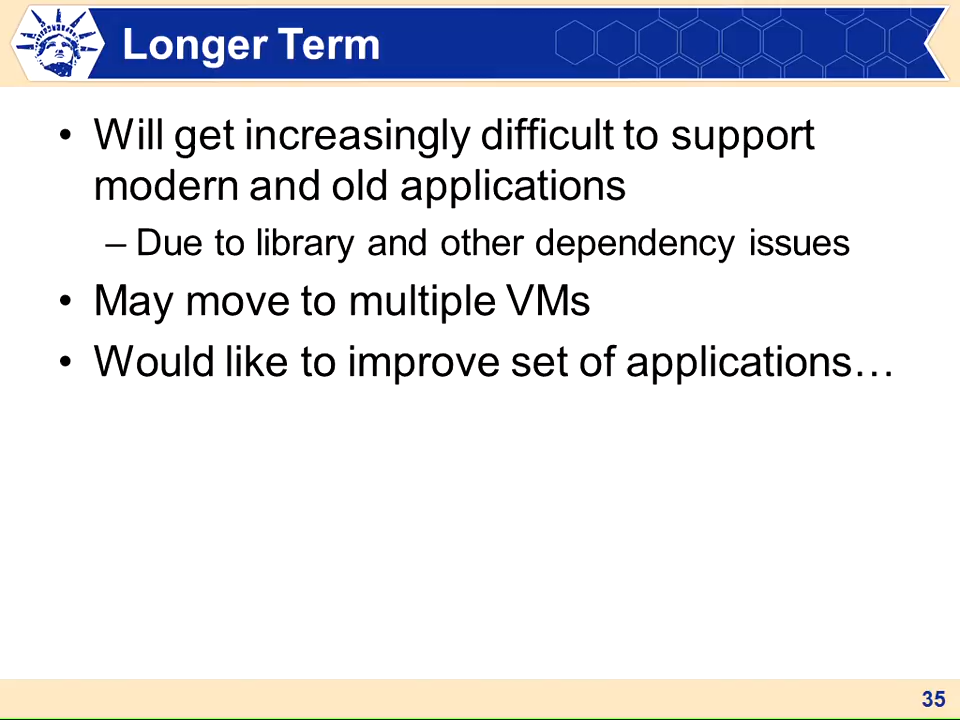 Longer Term
• Will get increasingly difficult to support
modern and old applications
– Due to library and other dependency issues
• May move to multiple VMs
• Would like to improve set of applications…
35